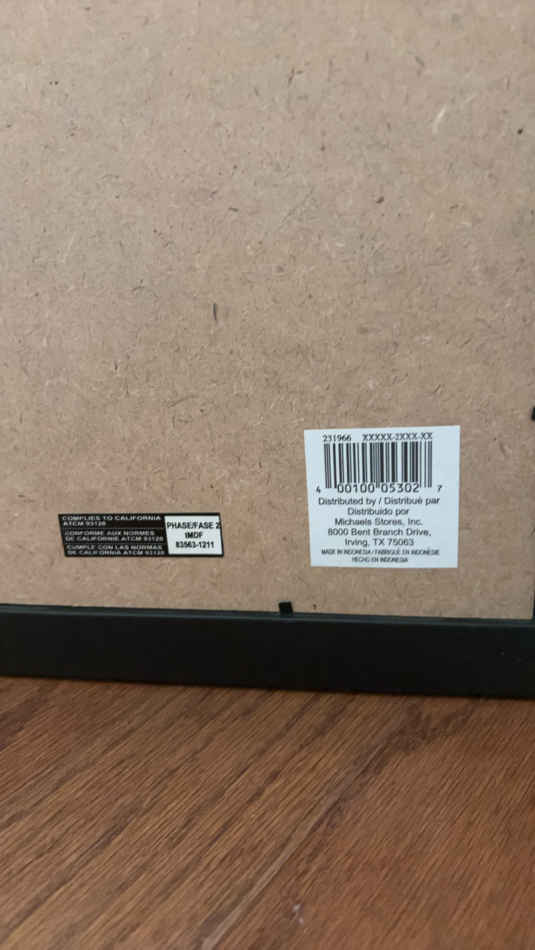 COMPLIES TO CALIFORNIA
ATCM 93120
CONFORME AUX NORMES
DE CALIFORNIE ATCM 93120
CUMPLE CON LAS NORMAS
DE CALIFORNIA ATCM 93120
PHASE/FASE 2
IMDF
83563-1211
231966 XXXXX-2XXX-XX
4 00100 05302 7
Distributed by / Distribué par
Distribuido por
Michaels Stores, Inc.
8000 Bent Branch Drive,
Irving, TX 75063
MADE IN INDONESIA / FABRIQUÉ EN INDONÉSIE
HECHO EN INDONESIA